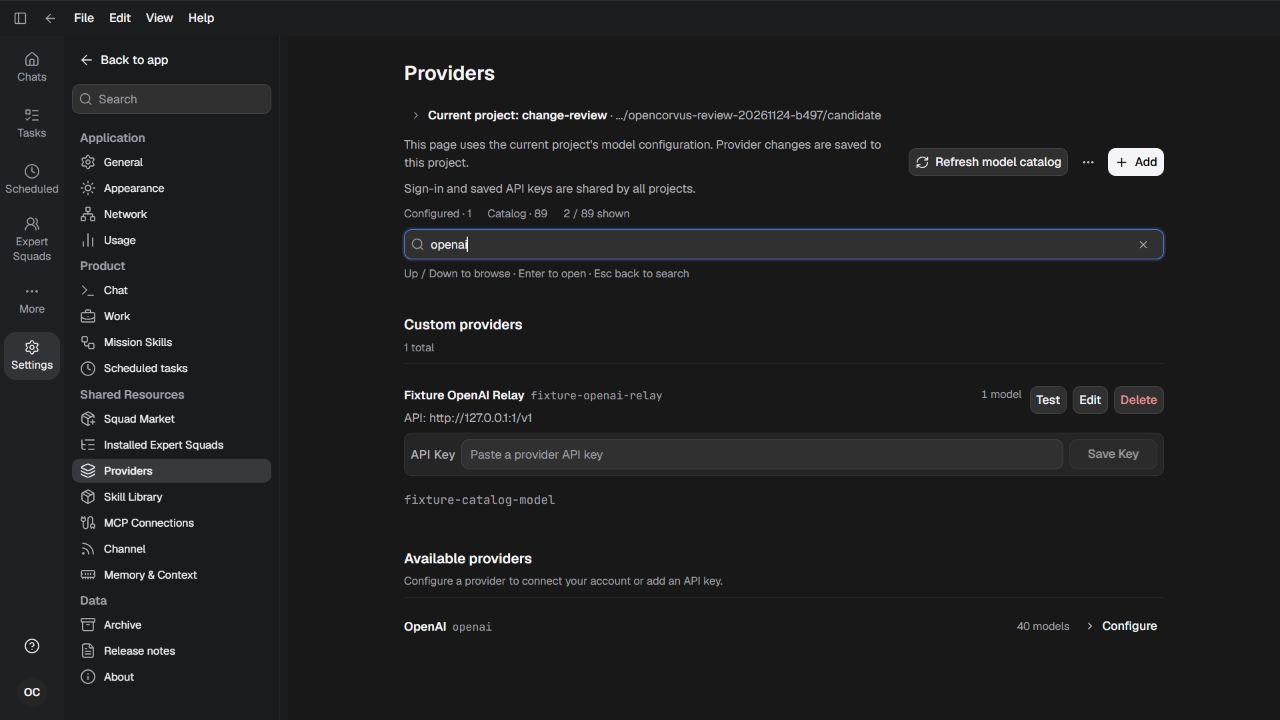 File Edit View Help
Chats
Tasks
Scheduled
Expert
Squads
More
Settings
OC
Back to app
Search
Application
General
Appearance
Network
Usage
Product
Chat
Work
Mission Skills
Scheduled tasks
Shared Resources
Squad Market
Installed Expert Squads
Providers
Skill Library
MCP Connections
Channel
Memory & Context
Data
Archive
Release notes
About
Providers
Current project: change-review · .../opencorvus-review-20261124-b497/candidate
This page uses the current project's model configuration. Provider changes are saved to
this project.
Sign-in and saved API keys are shared by all projects.
Refresh model catalog ··· + Add
Configured · 1 Catalog · 89 2 / 89 shown
openai
Up / Down to browse · Enter to open · Esc back to search
Custom providers
1 total
Fixture OpenAI Relay fixture-openai-relay 1 model Test Edit Delete
API: http://127.0.0.1:1/v1
API Key Paste a provider API key Save Key
fixture-catalog-model
Available providers
Configure a provider to connect your account or add an API key.
OpenAI openai 40 models Configure